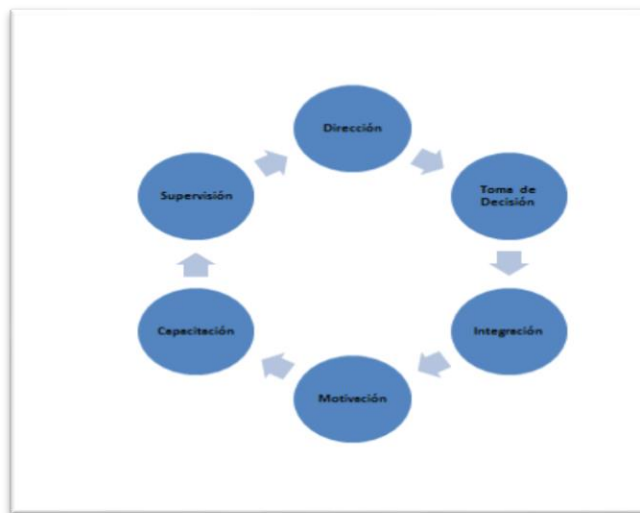 Dirección
Toma de
Decisión
Integración
Motivación
Capacitación
Supervisión